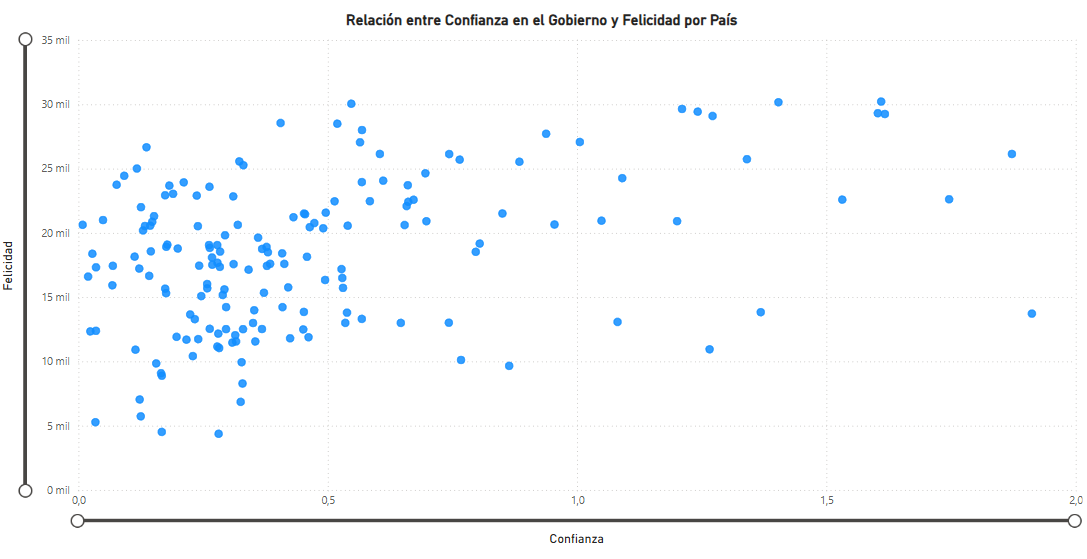 Relación entre Confianza en el Gobierno y Felicidad por País
35 mil
30 mil
25 mil
20 mil
15 mil
10 mil
5 mil
0 mil
Felicidad
0,0
0,5
1,0
1,5
2,0
Confianza